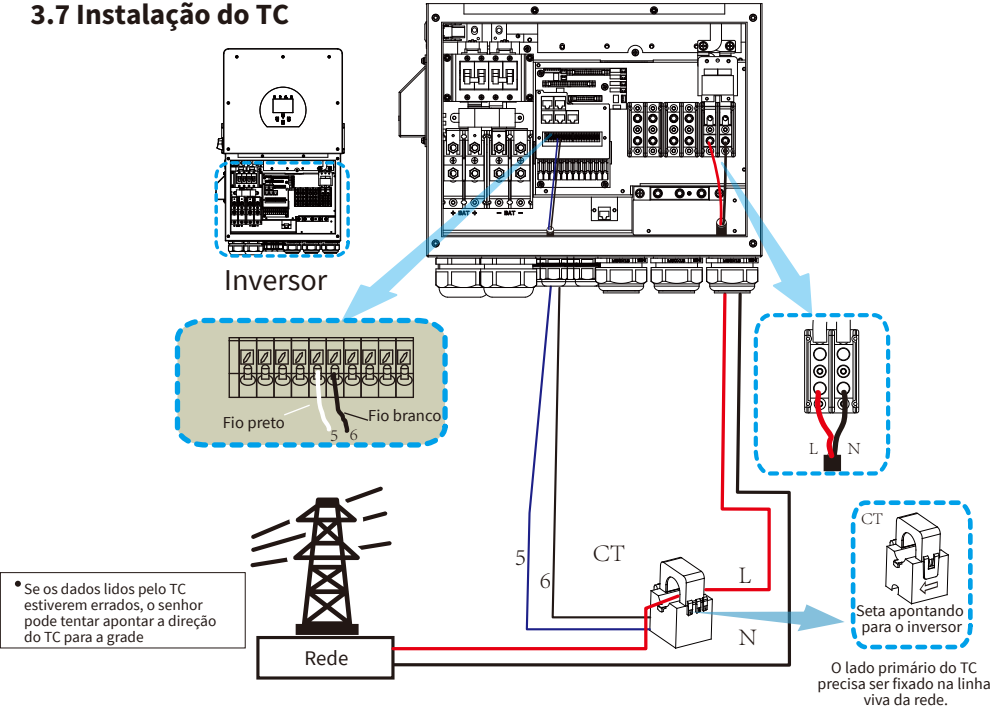 3.7 Instalação do TC
+ BAT +
- BAT -
Inversor
Fio preto
Fio branco
5
6
L
N
CT
Seta apontando
para o inversor
O lado primário do TC
precisa ser fixado na linha
viva da rede.
5
6
CT
L
N
• Se os dados lidos pelo TC
estiverem errados, o senhor
pode tentar apontar a direção
do TC para a grade
Rede